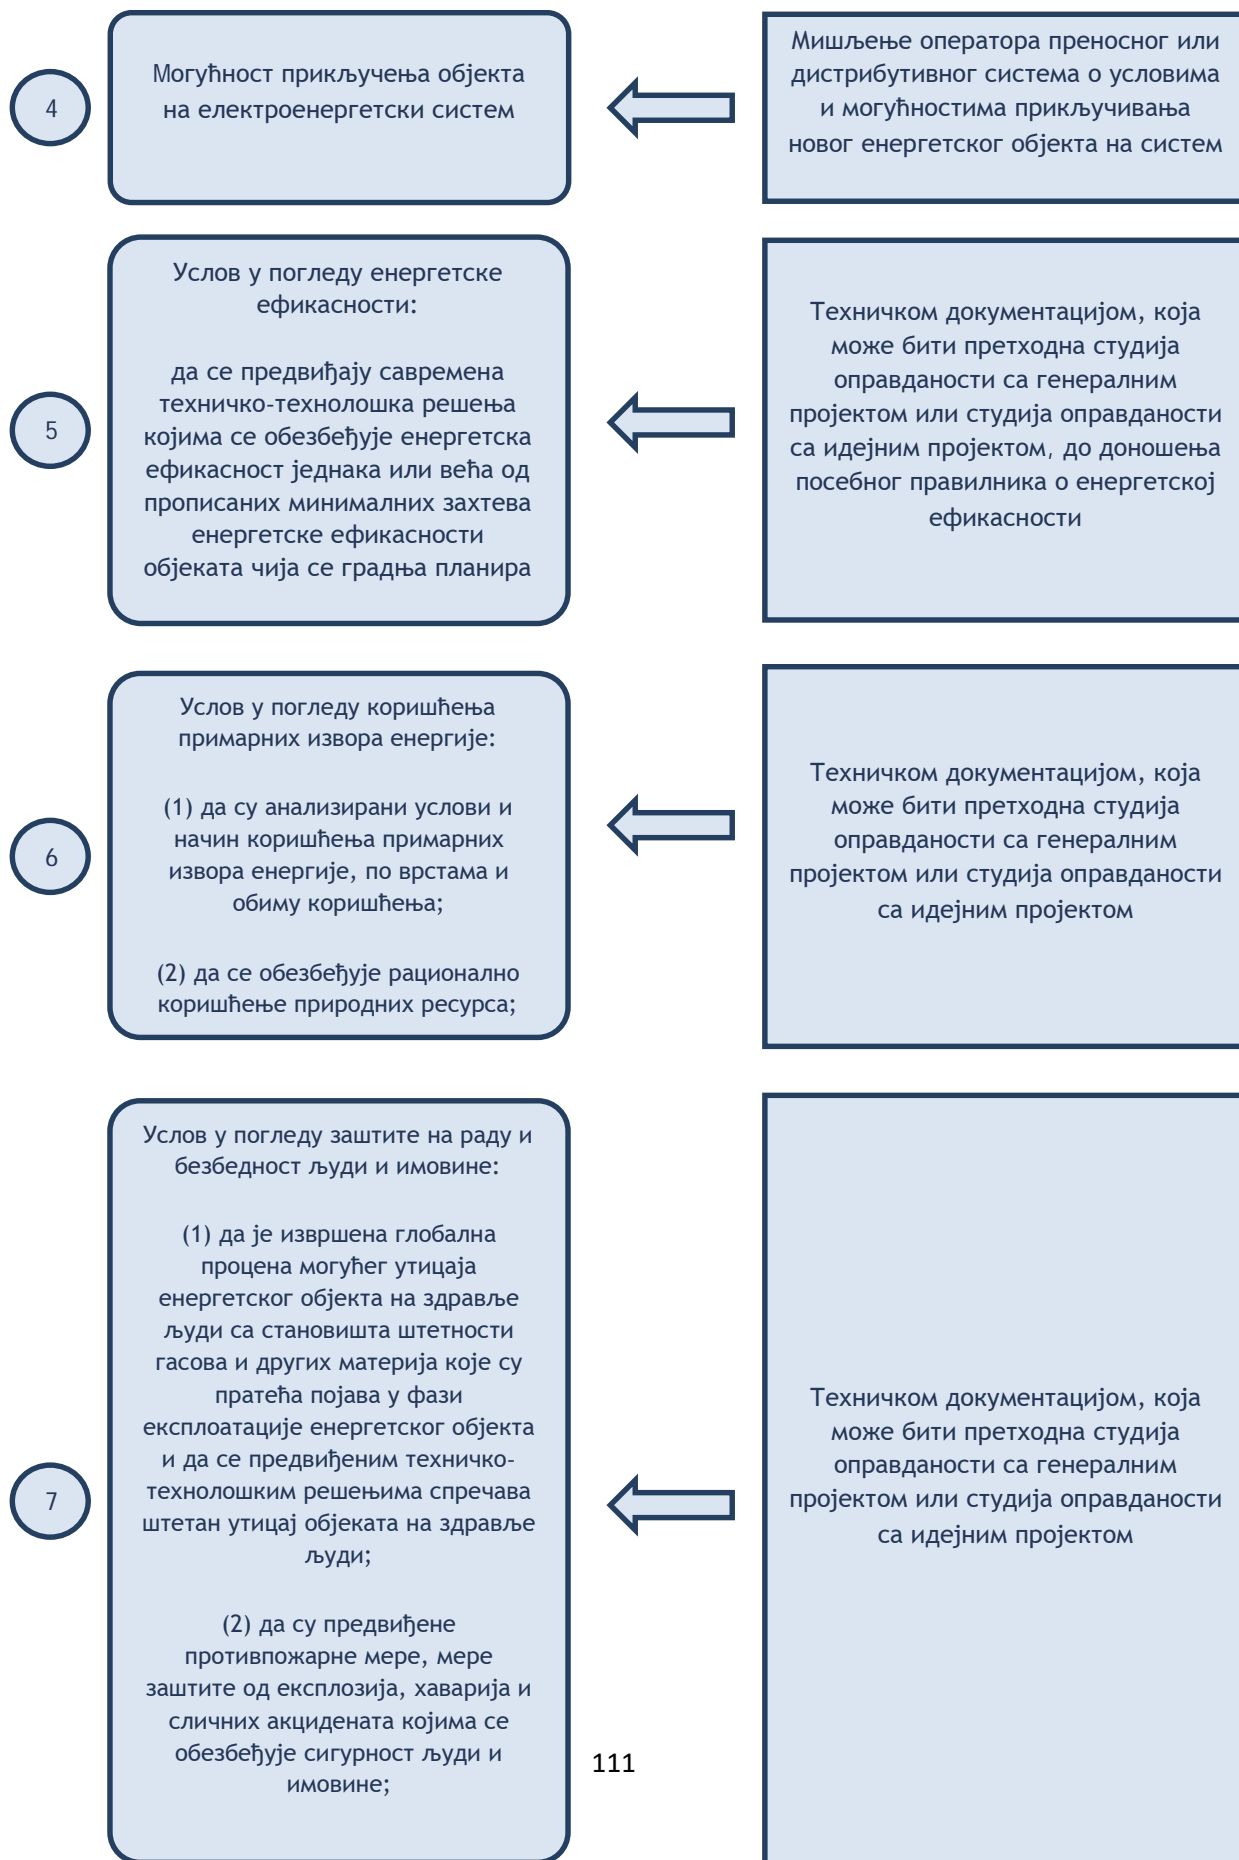 4
Могућност прикључења објекта
на електроенергетски систем
Мишљење оператора преносног или
дистрибутивног система о условима
и могућностима прикључивања
новог енергетског објекта на систем
5
Услов у погледу енергетске
ефикасности:
да се предвиђају савремена
техничко-технолошка решења
којима се обезбеђује енергетска
ефикасност једнака или већа од
прописаних минималних захтева
енергетске ефикасности
објеката чија се градња планира
Техничком документацијом, која
може бити претходна студија
оправданости са генералним
пројектом или студија оправданости
са идејним пројектом, до доношења
посебног правилника о енергетској
ефикасности
6
Услов у погледу коришћења
примарних извора енергије:
(1) да су анализирани услови и
начин коришћења примарних
извора енергије, по врстама и
обиму коришћења;
(2) да се обезбеђује рационално
коришћење природних ресурса;
Техничком документацијом, која
може бити претходна студија
оправданости са генералним
пројектом или студија оправданости
са идејним пројектом
7
Услов у погледу заштите на раду и
безбедност људи и имовине:
(1) да је извршена глобална
процена могућег утицаја
енергетског објекта на здравље
људи са становишта штетности
гасова и других материја које су
пратећа појава у фази
експлоатације енергетског објекта
и да се предвиђеним техничко-
технолошким решењима спречава
штетан утицај објеката на здравље
људи;
(2) да су предвиђене
противпожарне мере, мере
заштите од експлозија, хаварија и
сличних акцидената којима се
обезбеђује сигурност људи и
имовине;
Техничком документацијом, која
може бити претходна студија
оправданости са генералним
пројектом или студија оправданости
са идејним пројектом
111